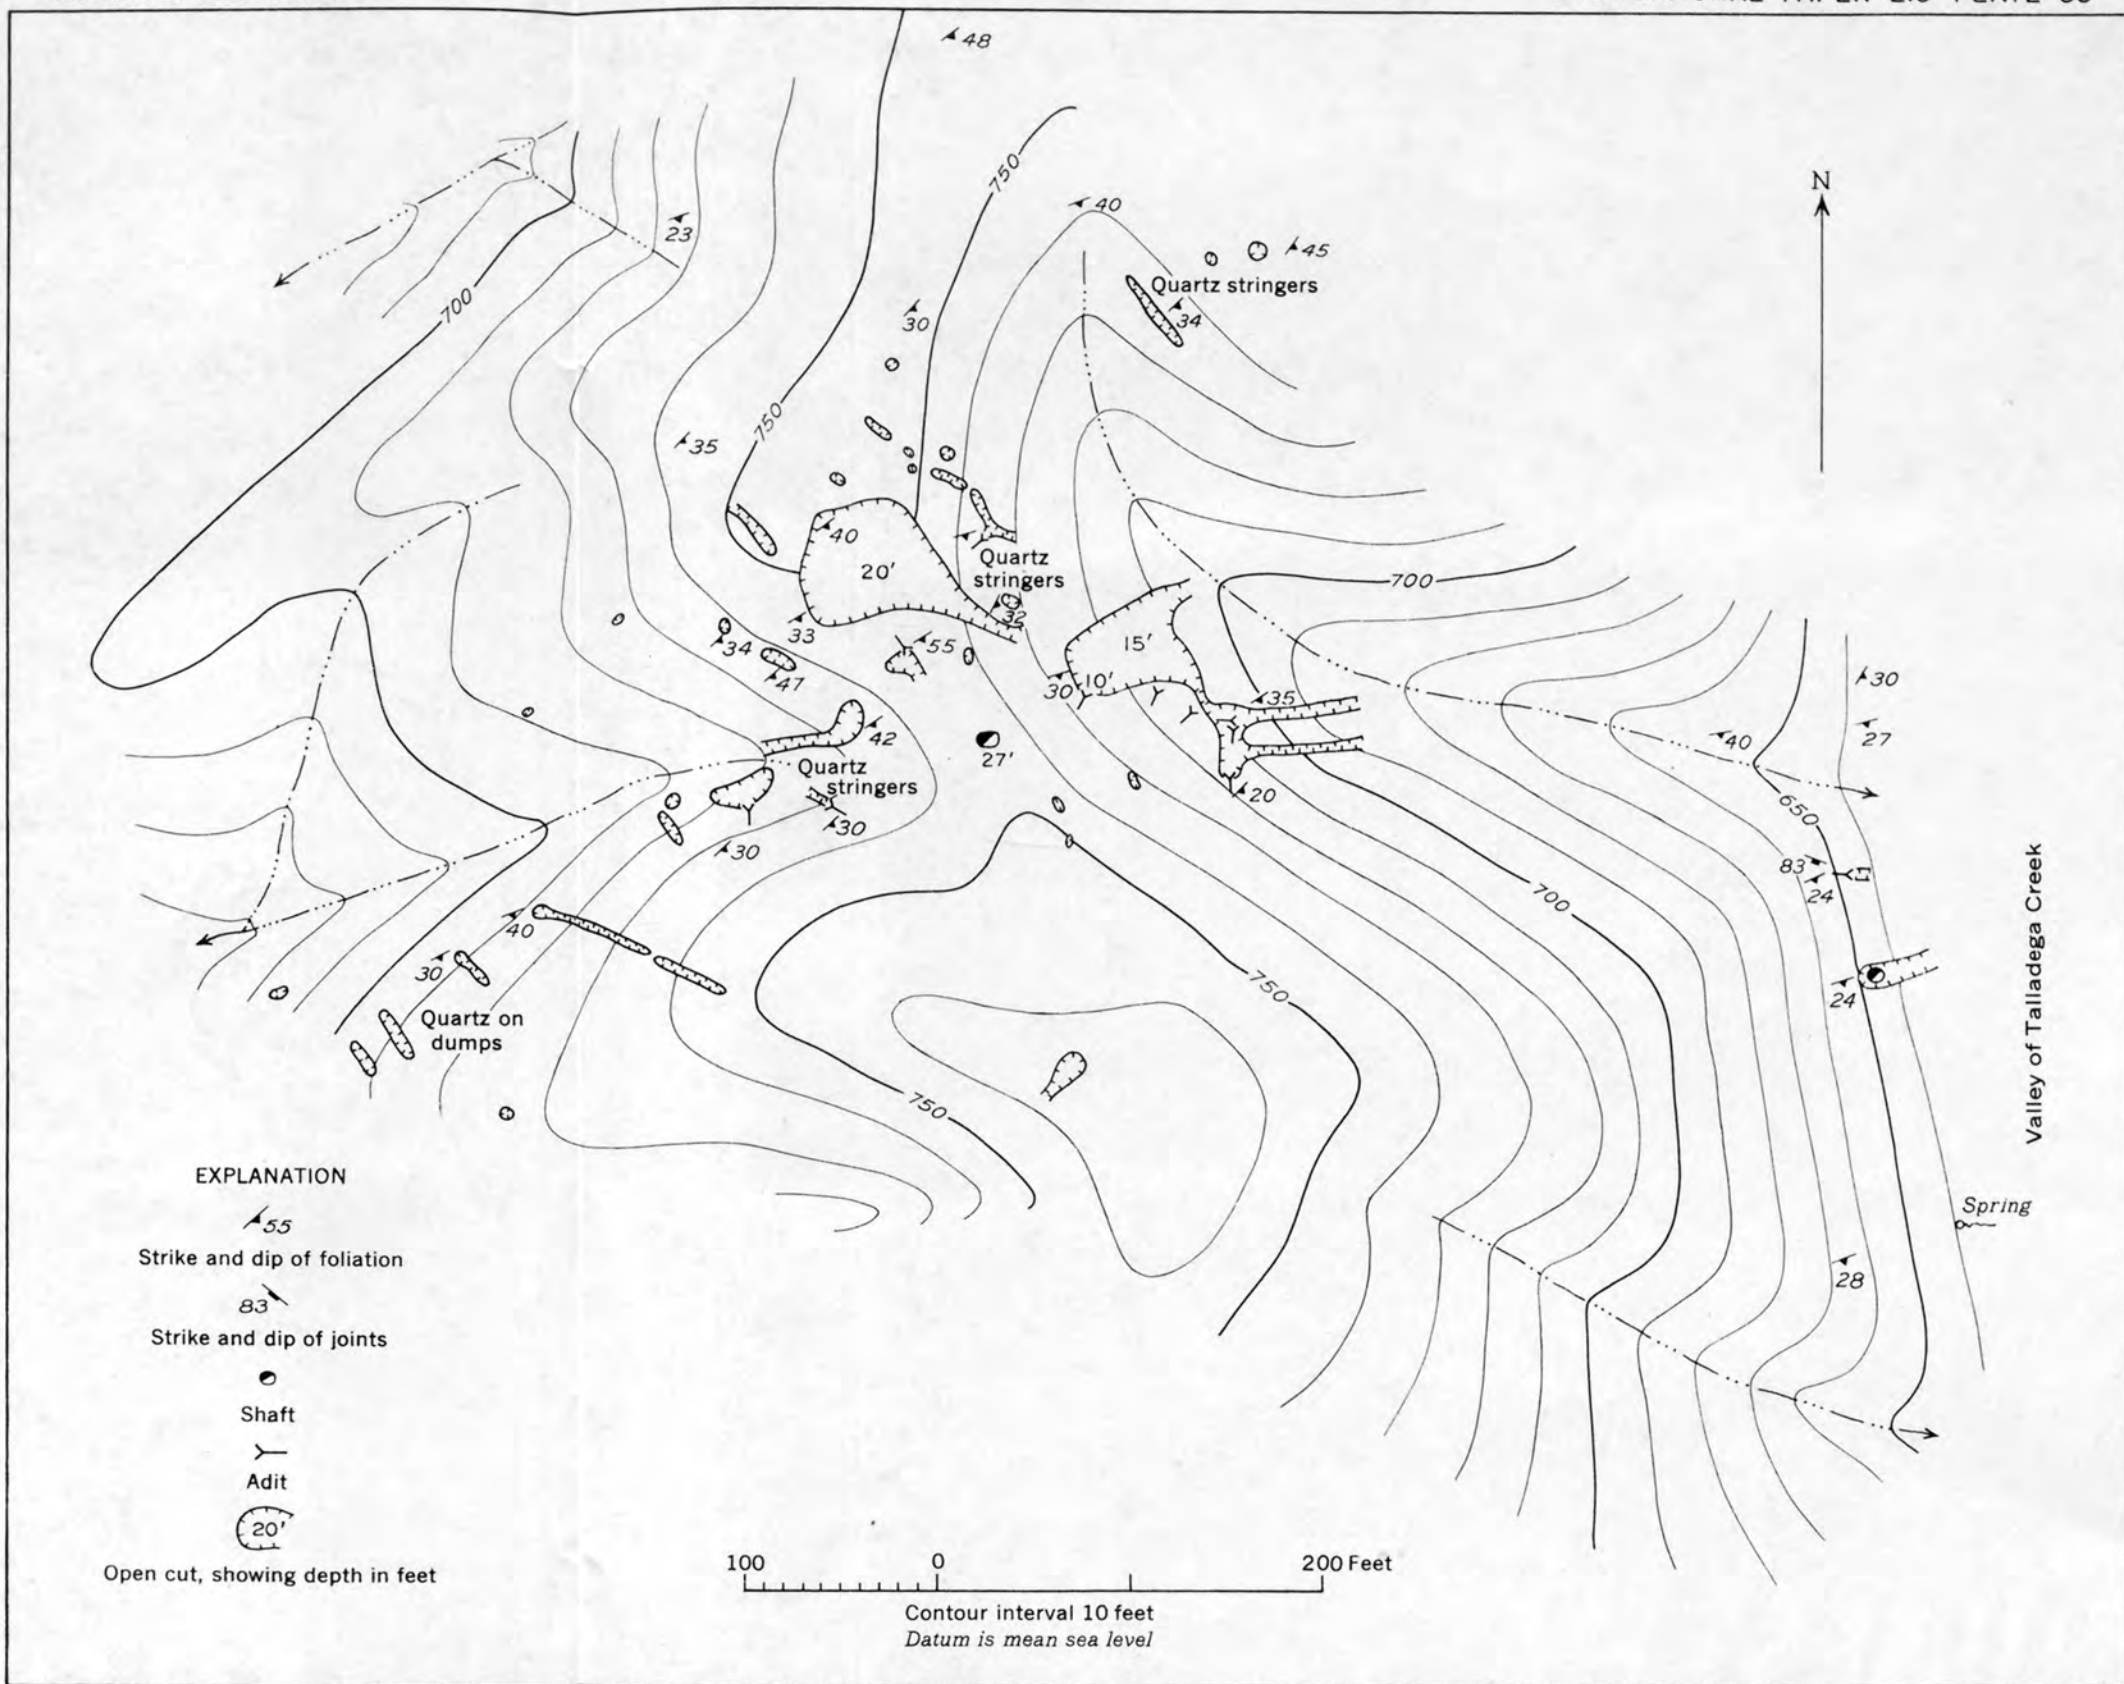 48
750
40
23
45
Quartz stringers
34
700
30
750
35
40
20'
Quartz
stringers
32
700
33
34
55
15'
10'
30
47
35
30
42
27'
40
27
Quartz
stringers
20
650
30
30
83
24
700
40
30
750
24
Quartz on
dumps
Valley of Talladega Creek
750
Spring
28
N
EXPLANATION
55
Strike and dip of foliation
83
Strike and dip of joints
Shaft
Adit
20'
Open cut, showing depth in feet
100 0 200 Feet
Contour interval 10 feet
Datum is mean sea level